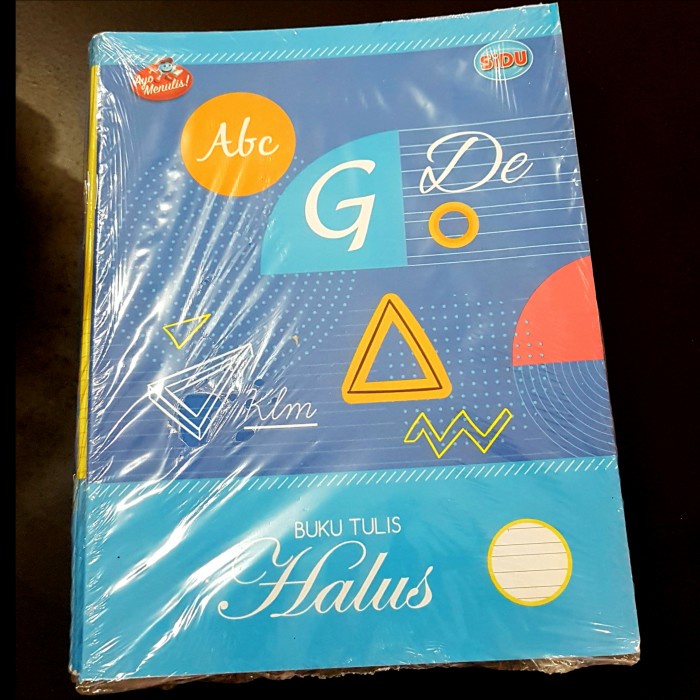 Ayo
Menulis!
SiDU
Abc
G
De
Klm
BUKU TULIS
Halus